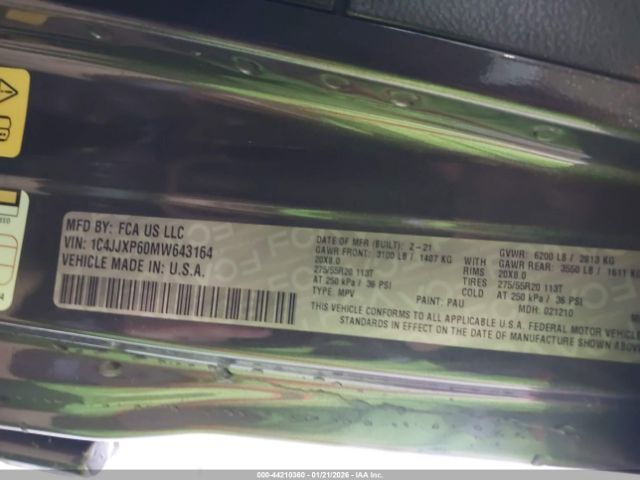 MFD BY: FCA US LLC
VIN: 1C4JJXP60MW643164
VEHICLE MADE IN U.S.A.
DATE OF MFR (BUILT): 2-21
GAWR FRONT: 3100 LB / 1407 KG WITH
20X8.0 RIMS
275/55R20 113T TIRES
AT 250 kPa / 36 PSI COLD
TYPE: MPV PAINT: PAU
GVWR: 6200 LB / 2813 KG
GAWR REAR: 3550 LB / 1611 K
20X8.0
275/55R20 113T
AT 250 kPa / 36 PSI
MDH: 021210
THIS VEHICLE CONFORMS TO ALL APPLICABLE U.S.A. FEDERAL MOTOR VEHICLE
STANDARDS IN EFFECT ON THE DATE OF MANUFACTURE SHOWN ABOVE
000-44210360 - 01/21/2026 - IAA Inc.